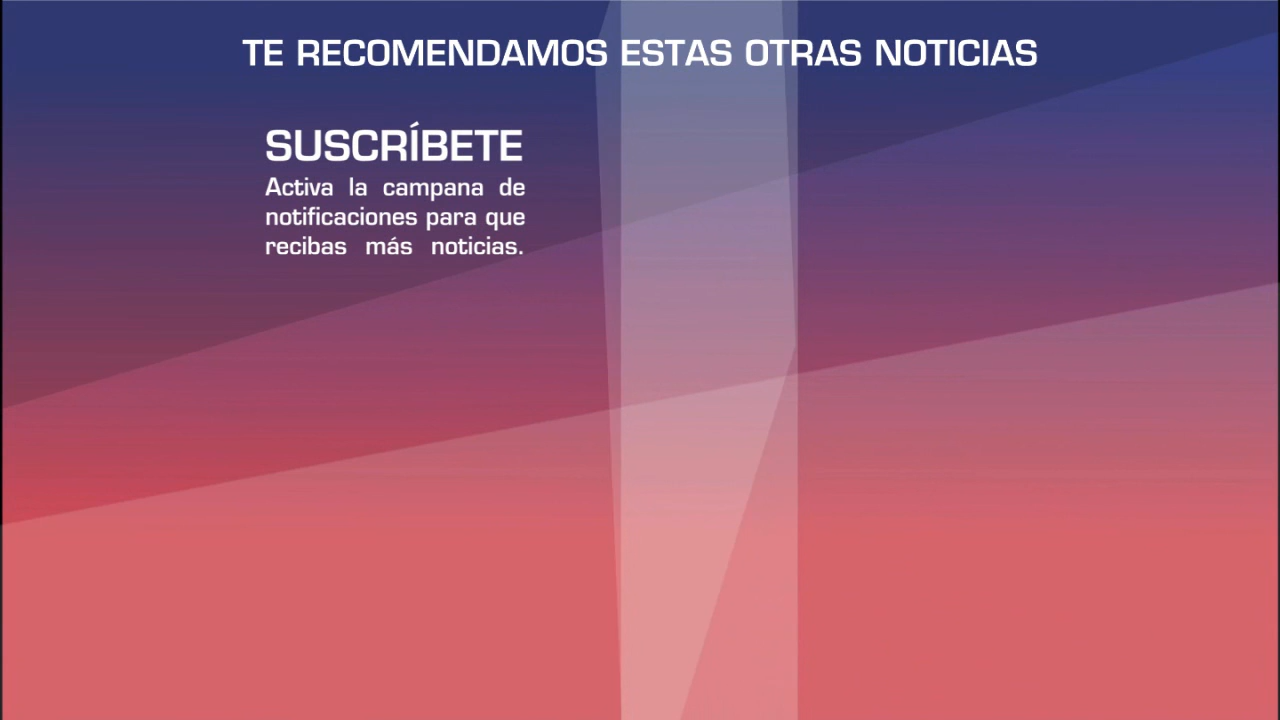 TE RECOMENDAMOS ESTAS OTRAS NOTICIAS
SUSCRÍBETE
Activa la campana de
notificaciones para que
recibas más noticias.